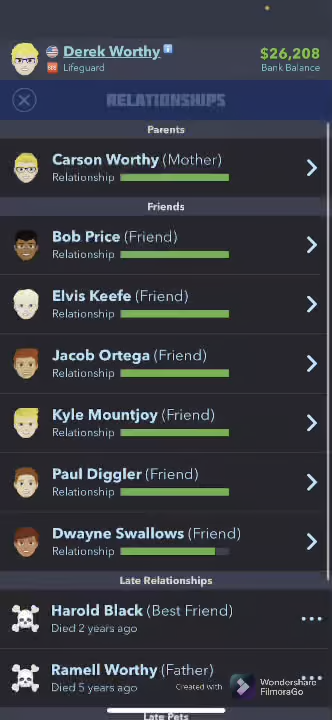 Derek Worthy
$26,208
Lifeguard
Bank Balance
RELATIONSHIPS
Parents
Carson Worthy (Mother)
Relationship
Friends
Bob Price (Friend)
Relationship
Elvis Keefe (Friend)
Relationship
Jacob Ortega (Friend)
Relationship
Kyle Mountjoy (Friend)
Relationship
Paul Diggler (Friend)
Relationship
Dwayne Swallows (Friend)
Relationship
Late Relationships
Harold Black (Best Friend)
Died 2 years ago
Ramell Worthy (Father)
Died 5 years ago
Created with
Wondershare
FilmoraGo
Late Pets